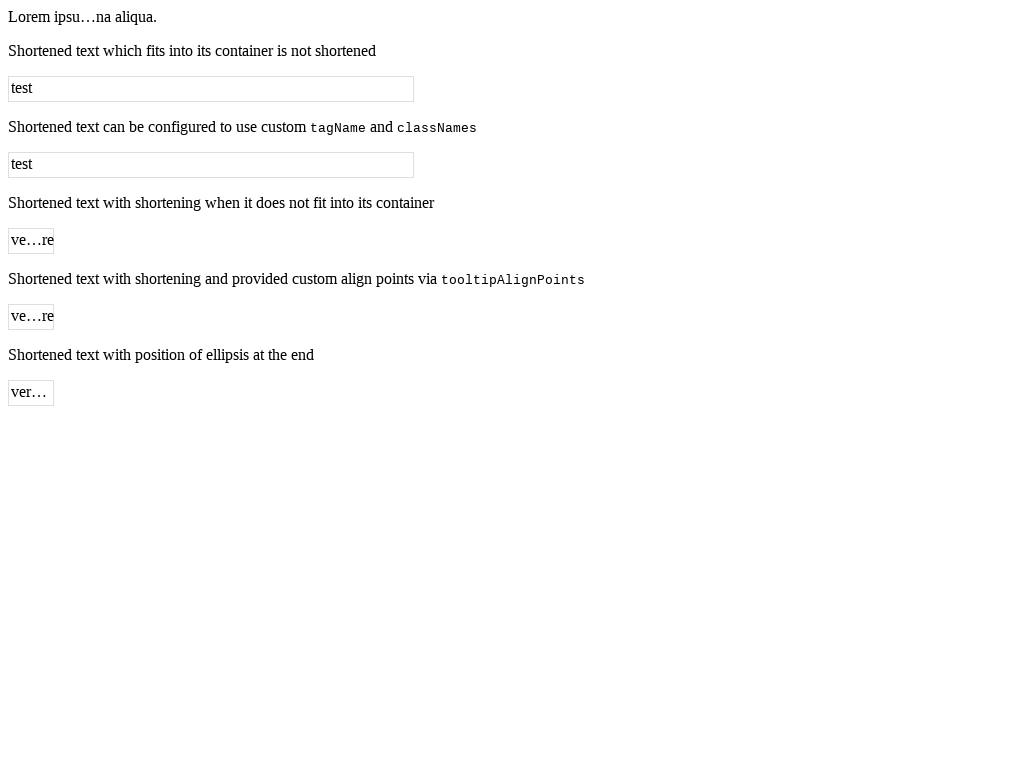 Lorem ipsu…na aliqua.
Shortened text which fits into its container is not shortened
test
Shortened text can be configured to use custom tagName and classNames
test
Shortened text with shortening when it does not fit into its container
ve…re
Shortened text with shortening and provided custom align points via tooltipAlignPoints
ve…re
Shortened text with position of ellipsis at the end
ver…